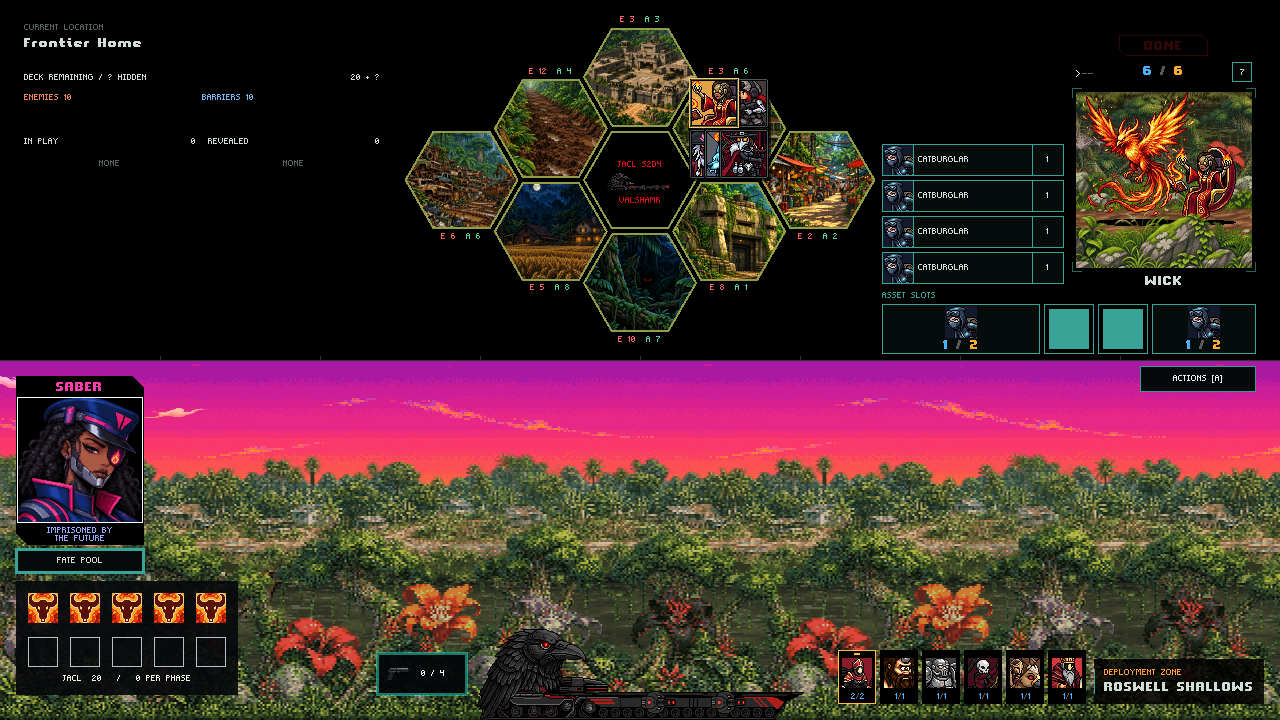 CURRENT LOCATION
Frontier Home
DECK REMAINING / ? HIDDEN 20 + ?
ENEMIES 10 BARRIERS 10
IN PLAY 0 REVEALED 0
NONE NONE
E 3 A 3
E 12 A 4
E 3 A 6
JACL S2D4
VALSHAMR
E 6 A 6
E 2 A 2
E 5 A 8
E 8 A 1
E 10 A 7
DONE
>--
6 / 6
7
CATBURGLAR 1
CATBURGLAR 1
CATBURGLAR 1
CATBURGLAR 1
WICK
ASSET SLOTS
1 / 2
1 / 2
ACTIONS [A]
SABER
IMPRISONED BY
THE FUTURE
FATE POOL
JACL 20 / 0 PER PHASE
0 / 4
2/2 1/1 1/1 1/1 1/1 1/1
DEPLOYMENT ZONE
ROSWELL SHALLOWS